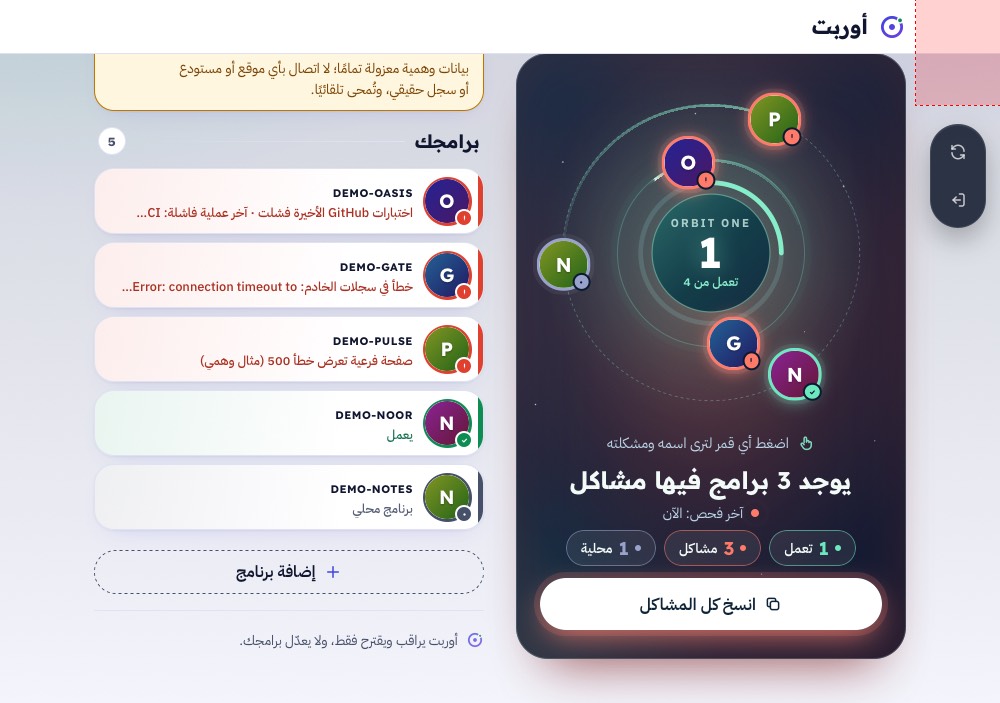 أوربت
P
O
ORBIT ONE
1
تعمل من 4
N
G
N
اضغط أي قمر لترى اسمه ومشكلته
يوجد 3 برامج فيها مشاكل
آخر فحص: الآن
1 تعمل
3 مشاكل
1 محلية
انسخ كل المشاكل
بيانات وهمية معزولة تمامًا؛ لا اتصال بأي موقع أو مستودع
أو سجل حقيقي، وتُمحى تلقائيًا.
برامجك
5
O
DEMO-OASIS
اختبارات GitHub الأخيرة فشلت · آخر عملية فاشلة: CI...
G
DEMO-GATE
خطأ في سجلات الخادم: Error: connection timeout to...
P
DEMO-PULSE
صفحة فرعية تعرض خطأ 500 (مثال وهمي)
N
DEMO-NOOR
يعمل
N
DEMO-NOTES
برنامج محلي
إضافة برنامج
أوربت يراقب ويقترح فقط، ولا يعدّل برامجك.